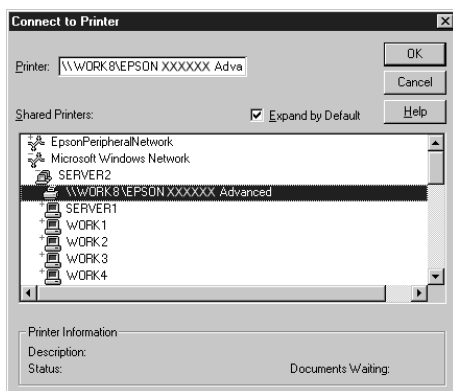 Connect to Printer
Printer: \\WORK8\EPSON XXXXXX Adva
OK
Cancel
Shared Printers:
Expand by Default
Help
EpsonPeripheralNetwork
Microsoft Windows Network
SERVER2
\\WORK8\EPSON XXXXXX Advanced
SERVER1
WORK1
WORK2
WORK3
WORK4
Printer Information
Description:
Status:
Documents Waiting: